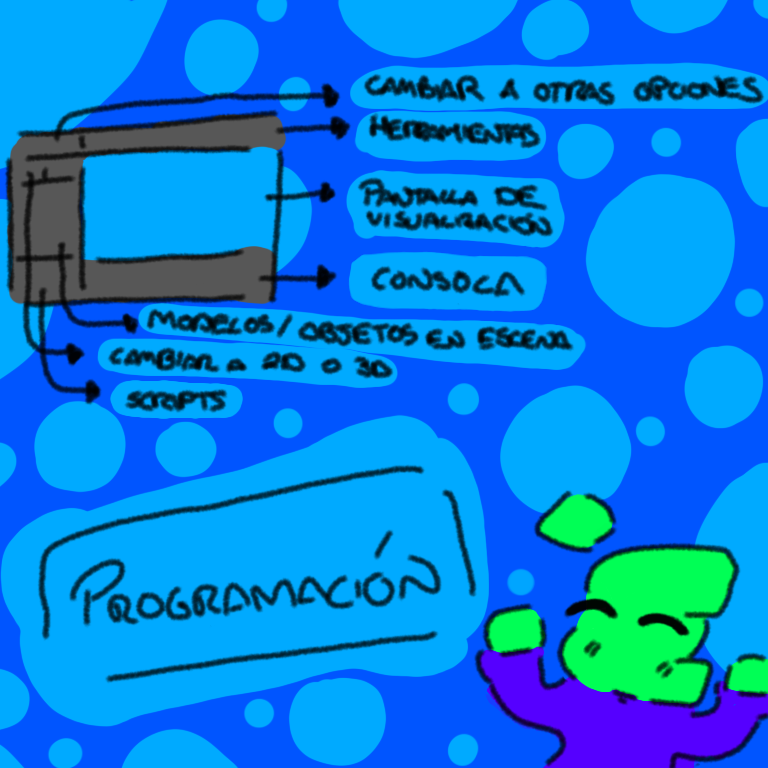 CAMBIAR A OTRAS OPCIONES
HERRAMIENTAS
PANTALLA DE
VISUALIZACIÓN
CONSOLA
MODELOS/ OBJETOS EN ESCENA
CAMBIAR A 2D O 3D
SCRIPTS
PROGRAMACIÓN